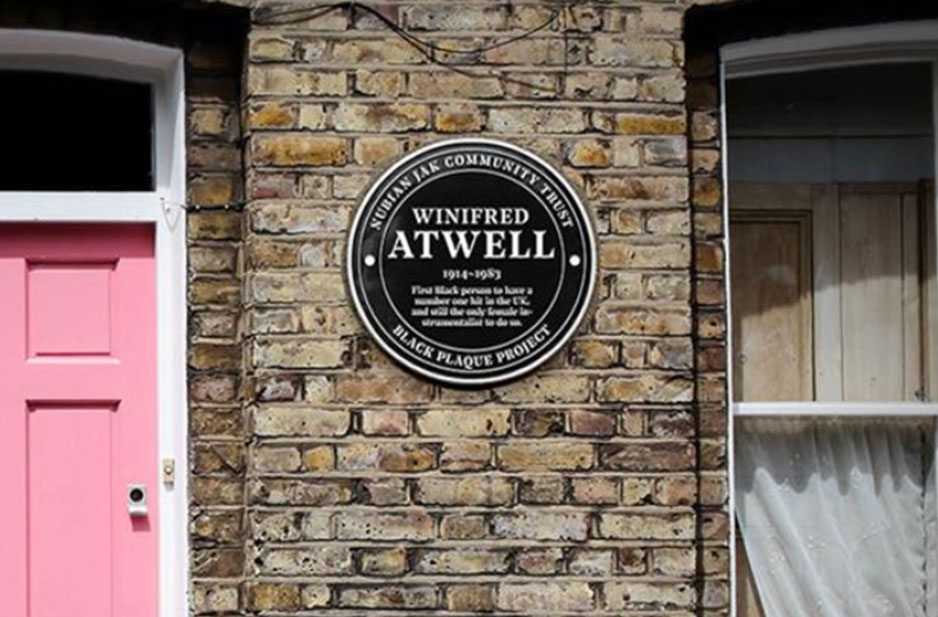 NUBIAN JAK COMMUNITY TRUST
WINIFRED
ATWELL
1914-1983
First Black person to have a
number one hit in the UK,
and still the only female in-
strumentalist to do so.
BLACK PLAQUE PROJECT